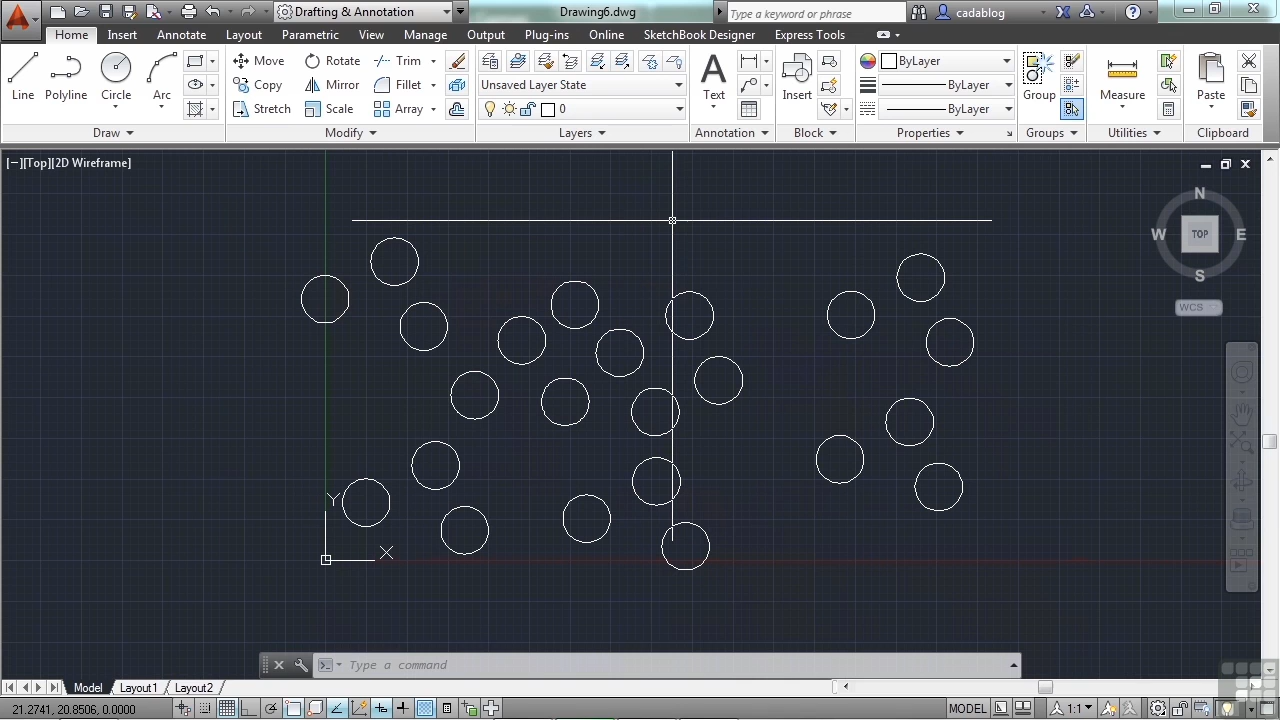 Drafting & Annotation Drawing6.dwg Type a keyword or phrase cadablog
Home Insert Annotate Layout Parametric View Manage Output Plug-ins Online SketchBook Designer Express Tools
Line Polyline Circle Arc Move Rotate Trim Unsaved Layer State Text Insert ByLayer Group Measure Paste
Copy Mirror Fillet ByLayer
Stretch Scale Array 0 ByLayer
Draw Modify Layers Annotation Block Properties Groups Utilities Clipboard
[−][Top][2D Wireframe]
N
W TOP E
S
WCS
Y
X
Type a command
Model Layout1 Layout2
21.2741, 20.8506, 0.0000 MODEL 1:1